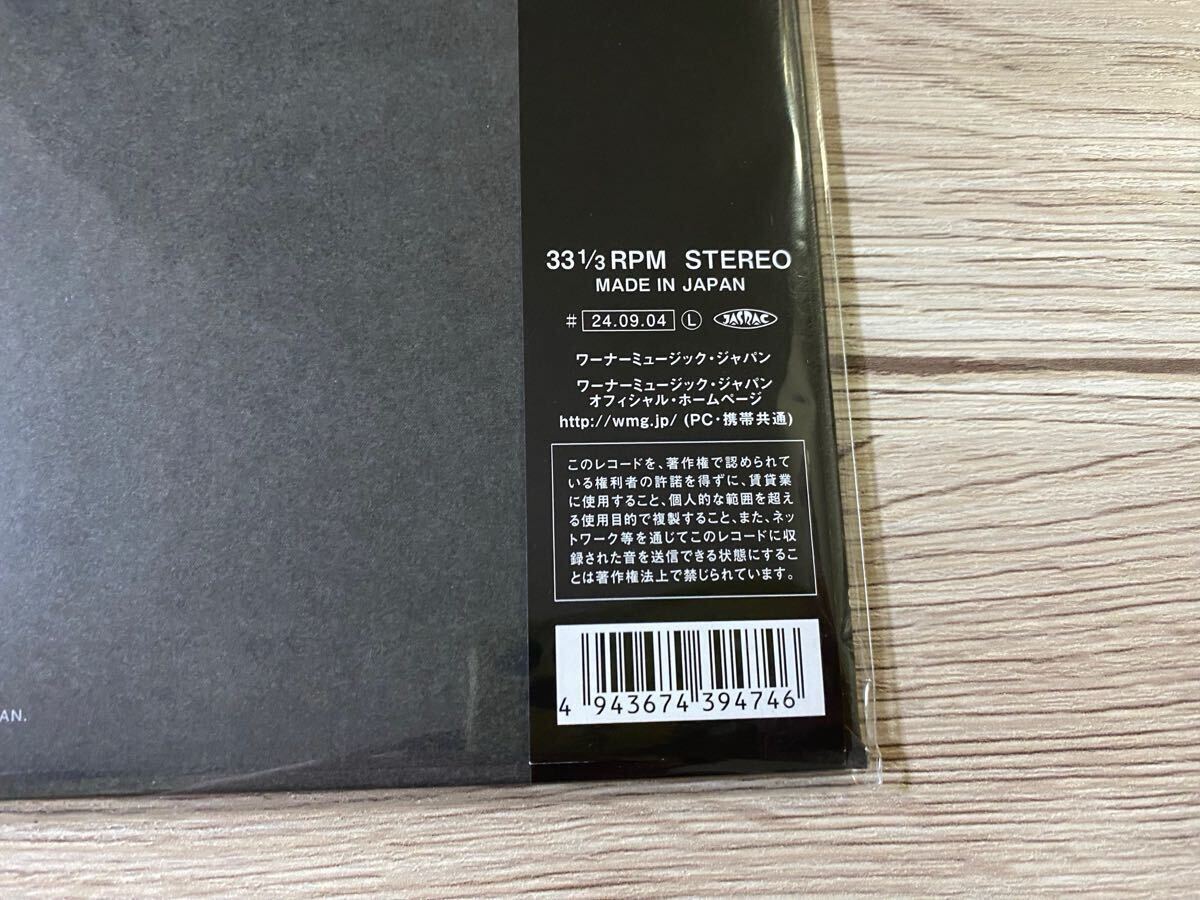 33 1/3 RPM STEREO
MADE IN JAPAN
# 24.09.04 Ⓛ JASRAC
ワーナーミュージック・ジャパン
ワーナーミュージック・ジャパン
オフィシャル・ホームページ
http://wmg.jp/ (PC・携帯共通)
このレコードを、著作権で認められて
いる権利者の許諾を得ずに、賃貸業
に使用すること、個人的な範囲を超え
る使用目的で複製すること、また、ネッ
トワーク等を通じてこのレコードに収
録された音を送信できる状態にするこ
とは著作権法上で禁じられています。
4 943674 394746
AN.